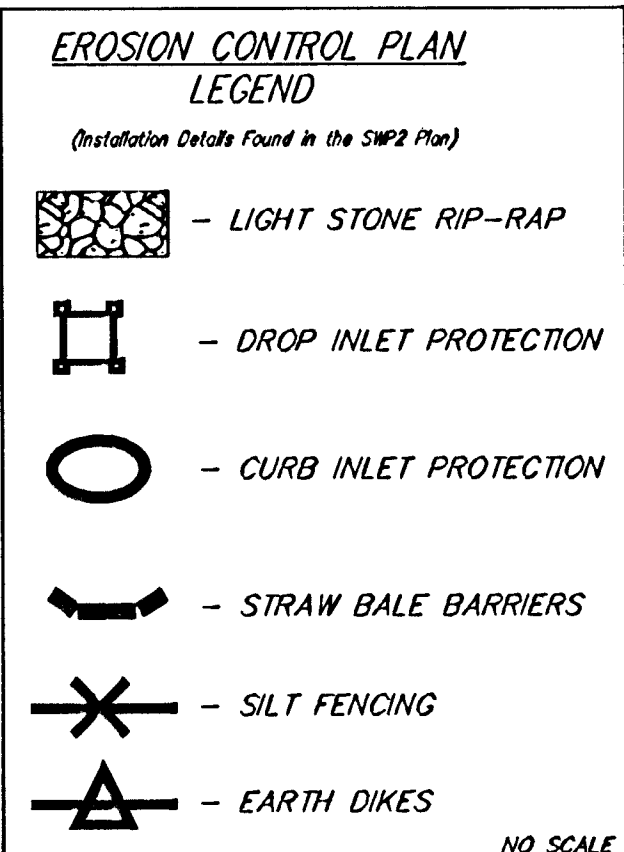 EROSION CONTROL PLAN
LEGEND
(Installation Details Found in the SWP2 Plan)
- LIGHT STONE RIP-RAP
- DROP INLET PROTECTION
- CURB INLET PROTECTION
- STRAW BALE BARRIERS
- SILT FENCING
- EARTH DIKES
NO SCALE